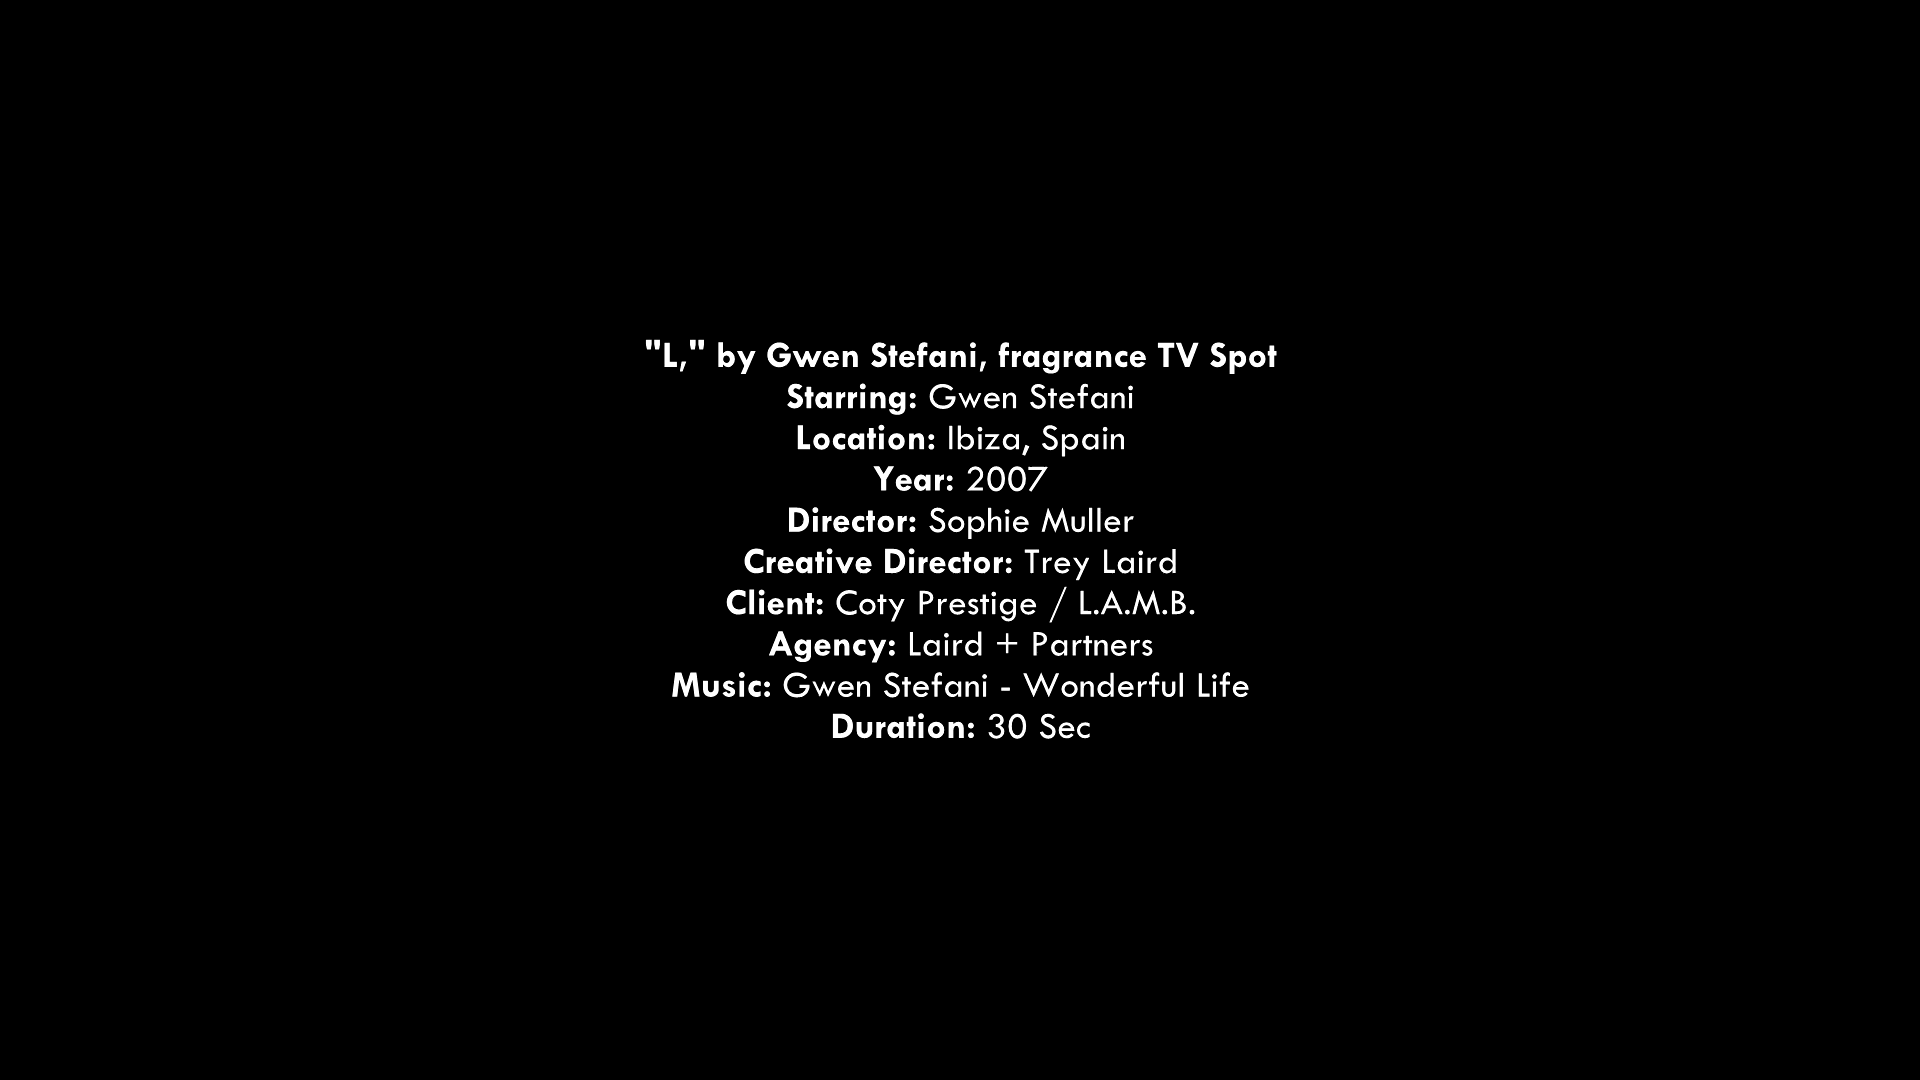 "L," by Gwen Stefani, fragrance TV Spot
Starring: Gwen Stefani
Location: Ibiza, Spain
Year: 2007
Director: Sophie Muller
Creative Director: Trey Laird
Client: Coty Prestige / L.A.M.B.
Agency: Laird + Partners
Music: Gwen Stefani - Wonderful Life
Duration: 30 Sec